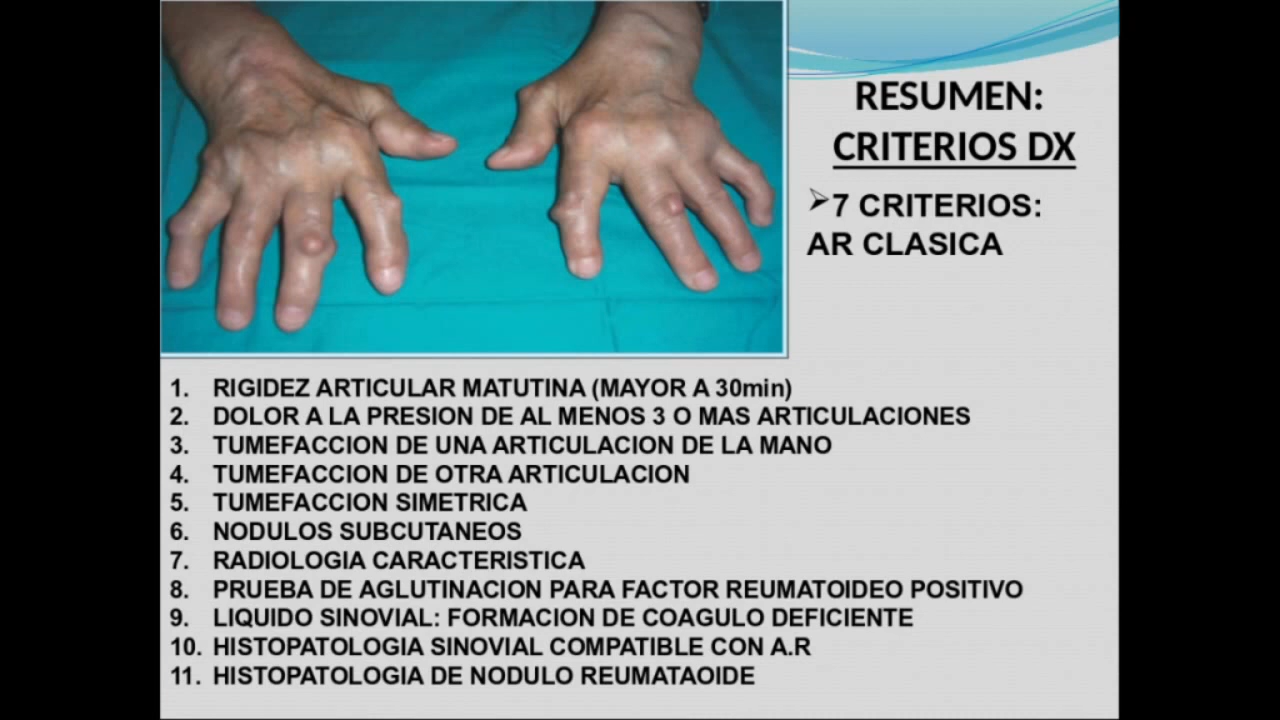 RESUMEN:
CRITERIOS DX
➢7 CRITERIOS:
AR CLASICA
1. RIGIDEZ ARTICULAR MATUTINA (MAYOR A 30min)
2. DOLOR A LA PRESION DE AL MENOS 3 O MAS ARTICULACIONES
3. TUMEFACCION DE UNA ARTICULACION DE LA MANO
4. TUMEFACCION DE OTRA ARTICULACION
5. TUMEFACCION SIMETRICA
6. NODULOS SUBCUTANEOS
7. RADIOLOGIA CARACTERISTICA
8. PRUEBA DE AGLUTINACION PARA FACTOR REUMATOIDEO POSITIVO
9. LIQUIDO SINOVIAL: FORMACION DE COAGULO DEFICIENTE
10. HISTOPATOLOGIA SINOVIAL COMPATIBLE CON A.R
11. HISTOPATOLOGIA DE NODULO REUMATAOIDE